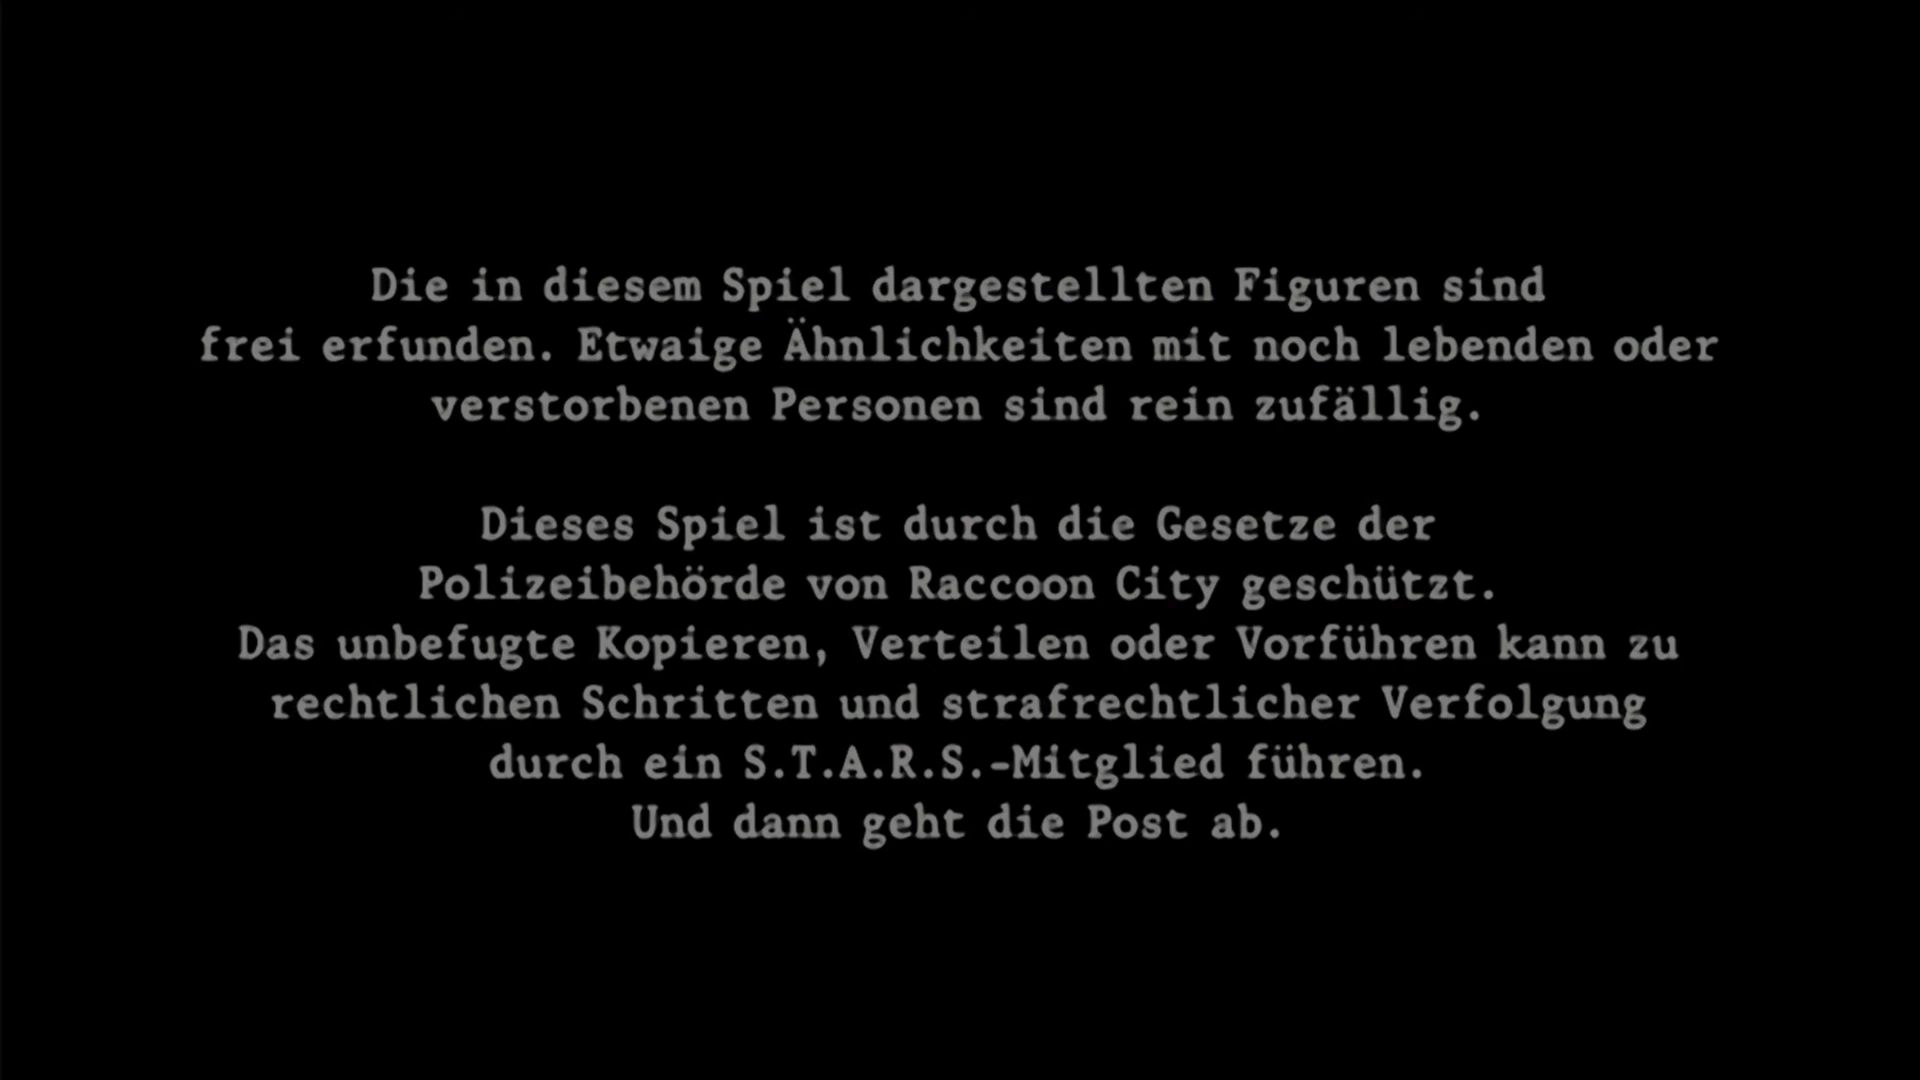 Die in diesem Spiel dargestellten Figuren sind
frei erfunden. Etwaige Ähnlichkeiten mit noch lebenden oder
verstorbenen Personen sind rein zufällig.
Dieses Spiel ist durch die Gesetze der
Polizeibehörde von Raccoon City geschützt.
Das unbefugte Kopieren, Verteilen oder Vorführen kann zu
rechtlichen Schritten und strafrechtlicher Verfolgung
durch ein S.T.A.R.S.-Mitglied führen.
Und dann geht die Post ab.